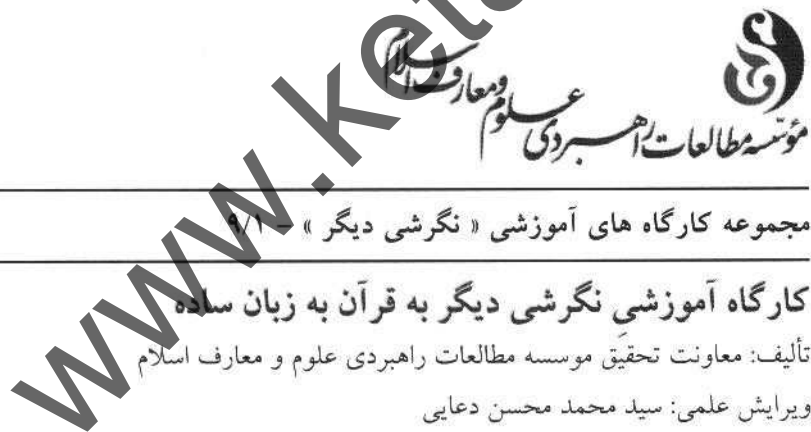 مؤسسه مطالعات راهبردی علوم و معارف اسلام
مجموعه کارگاه های آموزشی « نگرشی دیگر » – ۹/۱
کارگاه آموزشیِ نگرشی دیگر به قرآن به زبان ساده
تألیف: معاونت تحقیق موسسه مطالعات راهبردی علوم و معارف اسلام
ویرایش علمی: سید محمد محسن دعایی
www.keta